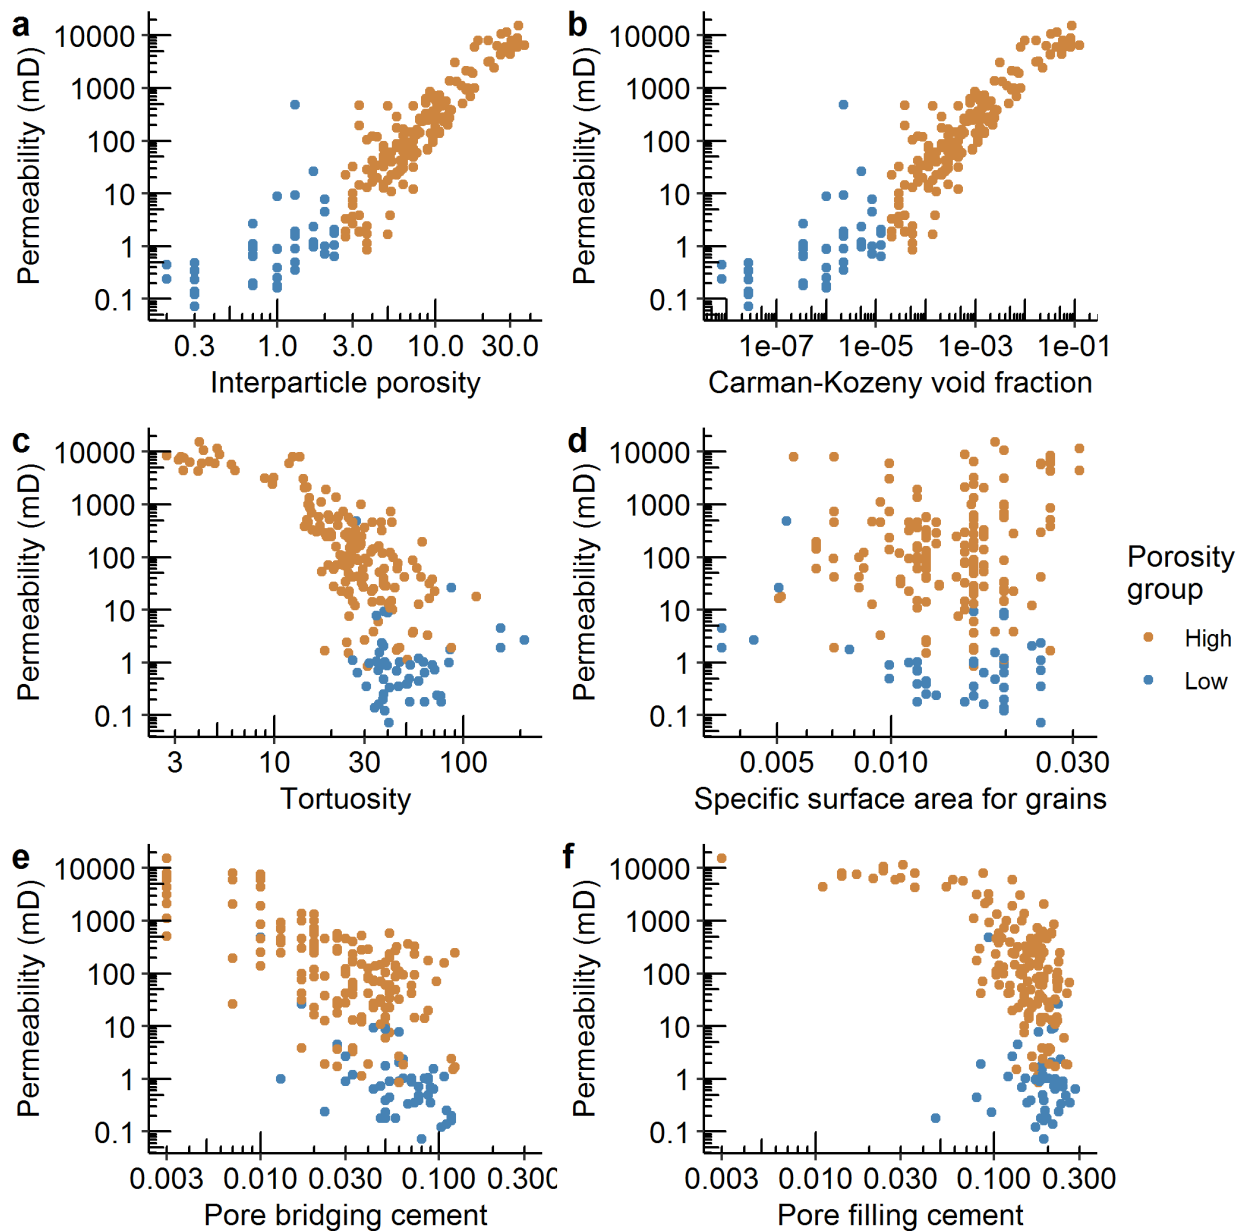 a
Permeability (mD)
10000
1000
100
10
1
0.1
0.3 1.0 3.0 10.0 30.0
Interparticle porosity
b
Permeability (mD)
10000
1000
100
10
1
0.1
1e-07 1e-05 1e-03 1e-01
Carman-Kozeny void fraction
c
Permeability (mD)
10000
1000
100
10
1
0.1
3 10 30 100
Tortuosity
d
Permeability (mD)
10000
1000
100
10
1
0.1
0.005 0.010 0.030
Specific surface area for grains
Porosity
group
High
Low
e
Permeability (mD)
10000
1000
100
10
1
0.1
0.003 0.010 0.030 0.100 0.300
Pore bridging cement
f
Permeability (mD)
10000
1000
100
10
1
0.1
0.003 0.010 0.030 0.100 0.300
Pore filling cement